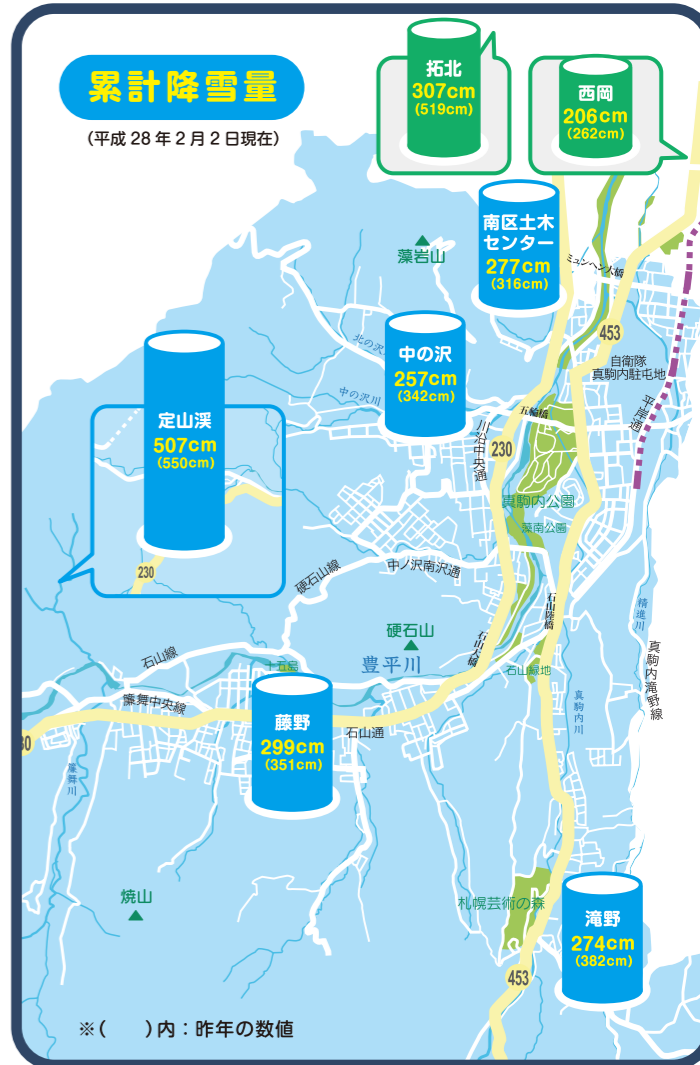 累計降雪量
(平成 28 年 2 月 2 日現在)
拓北
307cm
(519cm)
西岡
206cm
(262cm)
南区土木
センター
277cm
(316cm)
藻岩山
ミュンヘン大橋
453
自衛隊
真駒内駐屯地
平岸通
北の沢
中の沢
257cm
(342cm)
中の沢川
五輪橋
川沿中央通
230
定山渓
507cm
(550cm)
230
真駒内公園
藻南公園
中ノ沢南沢通
硬石山線
石山陸橋
精進川
硬石山
豊平川
石山大橋
石山緑地
真駒内滝野線
真駒内川
石山線
十五島
簾舞中央線
30
藤野
299cm
(351cm)
石山通
簾舞川
焼山
札幌芸術の森
滝野
274cm
(382cm)
453
※(　　)内：昨年の数値